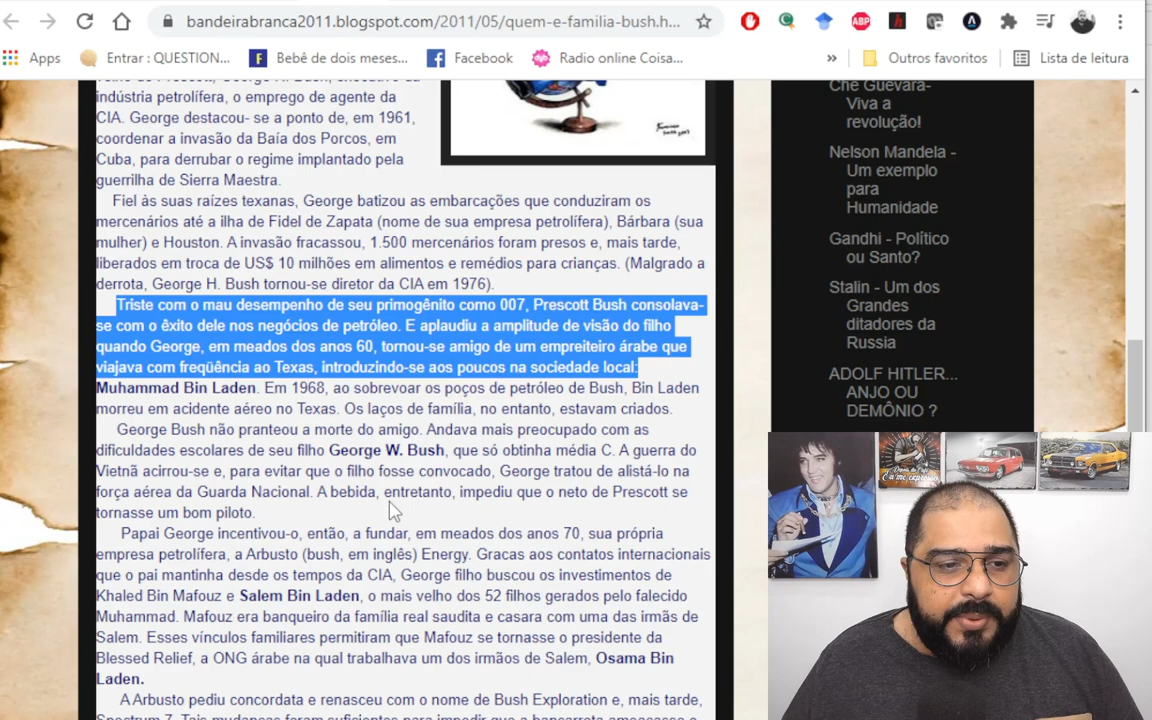 bandeirabranca2011.blogspot.com/2011/05/quem-e-familia-bush.h...
ABP
h
Apps
Entrar : QUESTION...
F
Bebê de dois meses...
Facebook
Radio online Coisa...
»
Outros favoritos
Lista de leitura
indústria petrolífera, o emprego de agente da
CIA. George destacou- se a ponto de, em 1961,
coordenar a invasão da Baía dos Porcos, em
Cuba, para derrubar o regime implantado pela
guerrilha de Sierra Maestra.
Fiel às suas raízes texanas, George batizou as embarcações que conduziram os
mercenários até a ilha de Fidel de Zapata (nome de sua empresa petrolífera), Bárbara (sua
mulher) e Houston. A invasão fracassou, 1.500 mercenários foram presos e, mais tarde,
liberados em troca de US$ 10 milhões em alimentos e remédios para crianças. (Malgrado a
derrota, George H. Bush tornou-se diretor da CIA em 1976).
Triste com o mau desempenho de seu primogênito como 007, Prescott Bush consolava-
se com o êxito dele nos negócios de petróleo. E aplaudiu a amplitude de visão do filho
quando George, em meados dos anos 60, tornou-se amigo de um empreiteiro árabe que
viajava com freqüência ao Texas, introduzindo-se aos poucos na sociedade local:
Muhammad Bin Laden. Em 1968, ao sobrevoar os poços de petróleo de Bush, Bin Laden
morreu em acidente aéreo no Texas. Os laços de família, no entanto, estavam criados.
George Bush não pranteou a morte do amigo. Andava mais preocupado com as
dificuldades escolares de seu filho George W. Bush, que só obtinha média C. A guerra do
Vietnã acirrou-se e, para evitar que o filho fosse convocado, George tratou de alistá-lo na
força aérea da Guarda Nacional. A bebida, entretanto, impediu que o neto de Prescott se
tornasse um bom piloto.
Papai George incentivou-o, então, a fundar, em meados dos anos 70, sua própria
empresa petrolífera, a Arbusto (bush, em inglês) Energy. Gracas aos contatos internacionais
que o pai mantinha desde os tempos da CIA, George filho buscou os investimentos de
Khaled Bin Mafouz e Salem Bin Laden, o mais velho dos 52 filhos gerados pelo falecido
Muhammad. Mafouz era banqueiro da família real saudita e casara com uma das irmãs de
Salem. Esses vínculos familiares permitiram que Mafouz se tornasse o presidente da
Blessed Relief, a ONG árabe na qual trabalhava um dos irmãos de Salem, Osama Bin
Laden.
A Arbusto pediu concordata e renasceu com o nome de Bush Exploration e, mais tarde,
Spectrum 7. Tais mudanças foram suficientes para impedir que a bancarrota ameaçasse o
Che Guevara-
Viva a
revolução!
Nelson Mandela -
Um exemplo
para
Humanidade
Gandhi - Político
ou Santo?
Stalin - Um dos
Grandes
ditadores da
Russia
ADOLF HITLER...
ANJO OU
DEMÔNIO ?